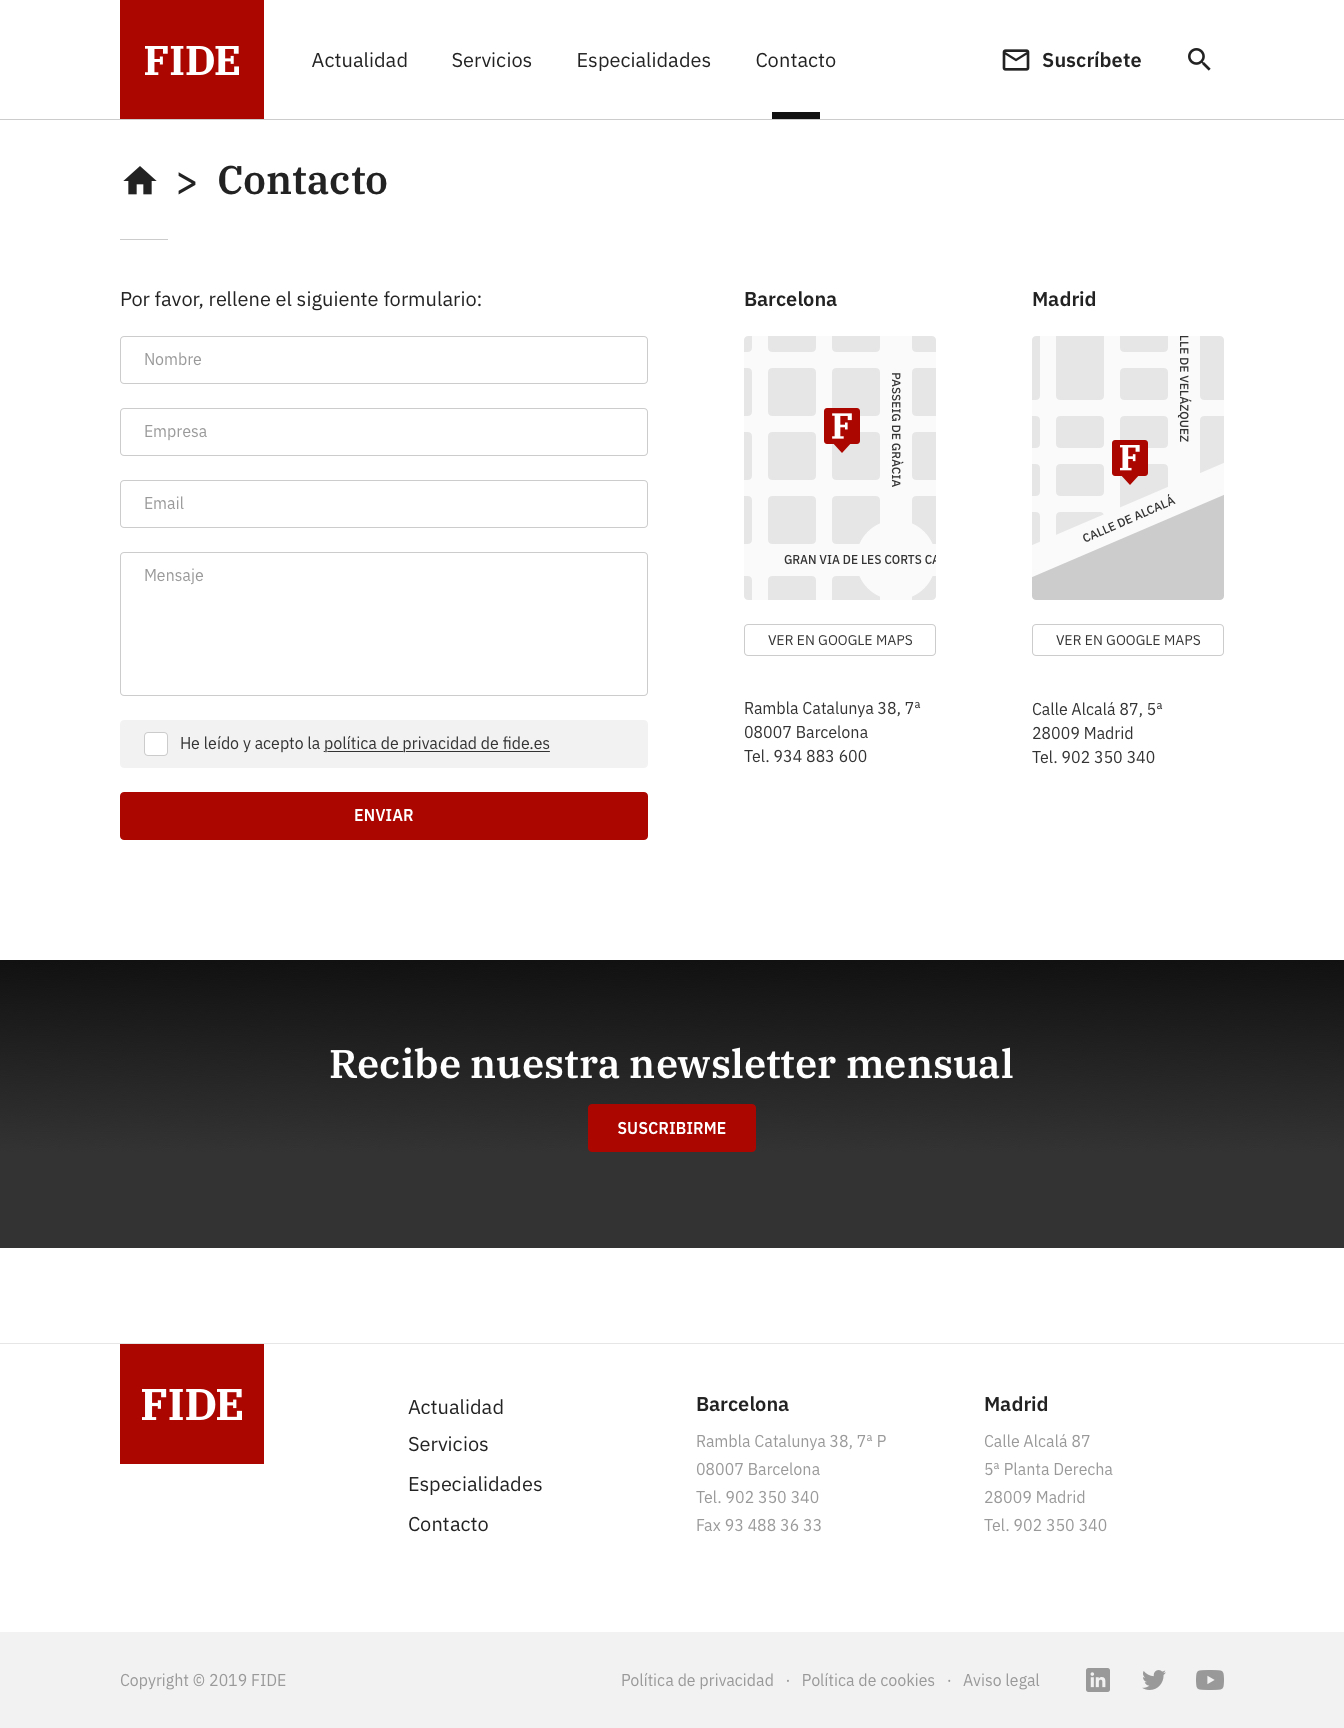 FIDE
Actualidad
Servicios
Especialidades
Contacto
Suscríbete
> Contacto
Por favor, rellene el siguiente formulario:
Nombre
Empresa
Email
Mensaje
He leído y acepto la política de privacidad de fide.es
ENVIAR
Barcelona
PASSEIG DE GRÀCIA
F
GRAN VIA DE LES CORTS CA
VER EN GOOGLE MAPS
Rambla Catalunya 38, 7ª
08007 Barcelona
Tel. 934 883 600
Madrid
LLE DE VELÁZQUEZ
F
CALLE DE ALCALÁ
VER EN GOOGLE MAPS
Calle Alcalá 87, 5ª
28009 Madrid
Tel. 902 350 340
Recibe nuestra newsletter mensual
SUSCRIBIRME
FIDE
Actualidad
Servicios
Especialidades
Contacto
Barcelona
Rambla Catalunya 38, 7ª P
08007 Barcelona
Tel. 902 350 340
Fax 93 488 36 33
Madrid
Calle Alcalá 87
5ª Planta Derecha
28009 Madrid
Tel. 902 350 340
Copyright © 2019 FIDE
Política de privacidad · Política de cookies · Aviso legal
in